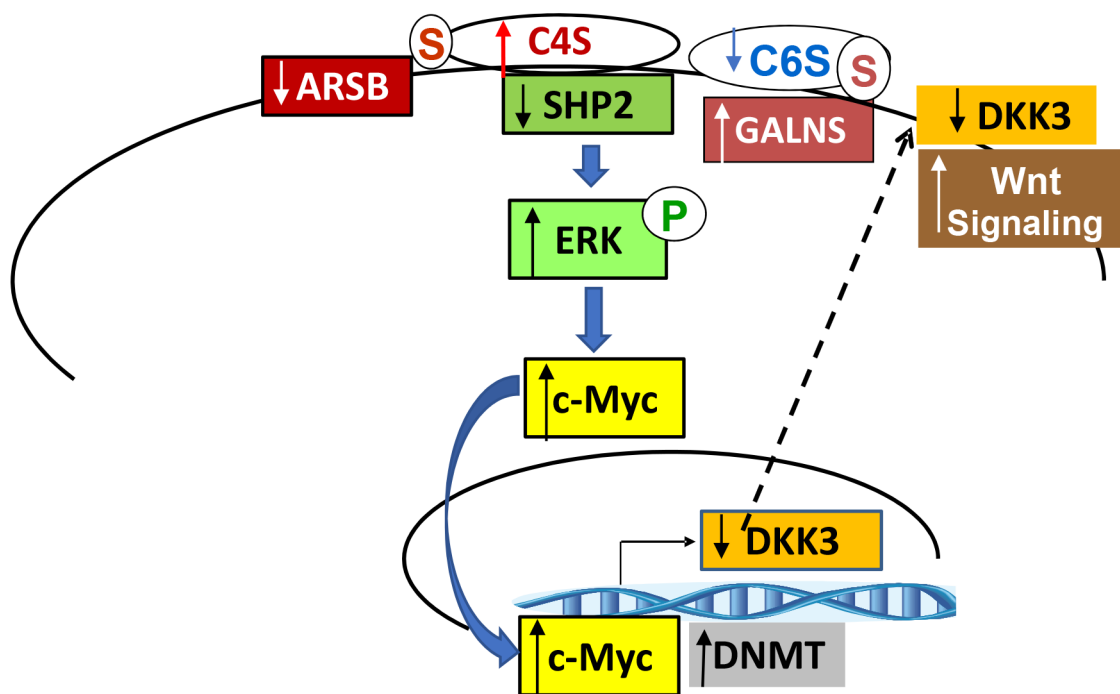 S
C4S
C6S
S
ARSB
SHP2
GALNS
DKK3
Wnt
Signaling
P
ERK
c-Myc
DKK3
c-Myc
DNMT